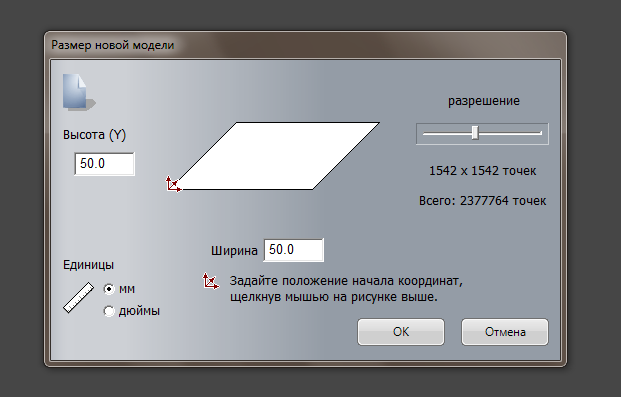 Размер новой модели
разрешение
Высота (Y)
50.0
1542 x 1542 точек
Всего: 2377764 точек
Ширина 50.0
Единицы
мм
дюймы
Задайте положение начала координат,
щелкнув мышью на рисунке выше.
OK Отмена